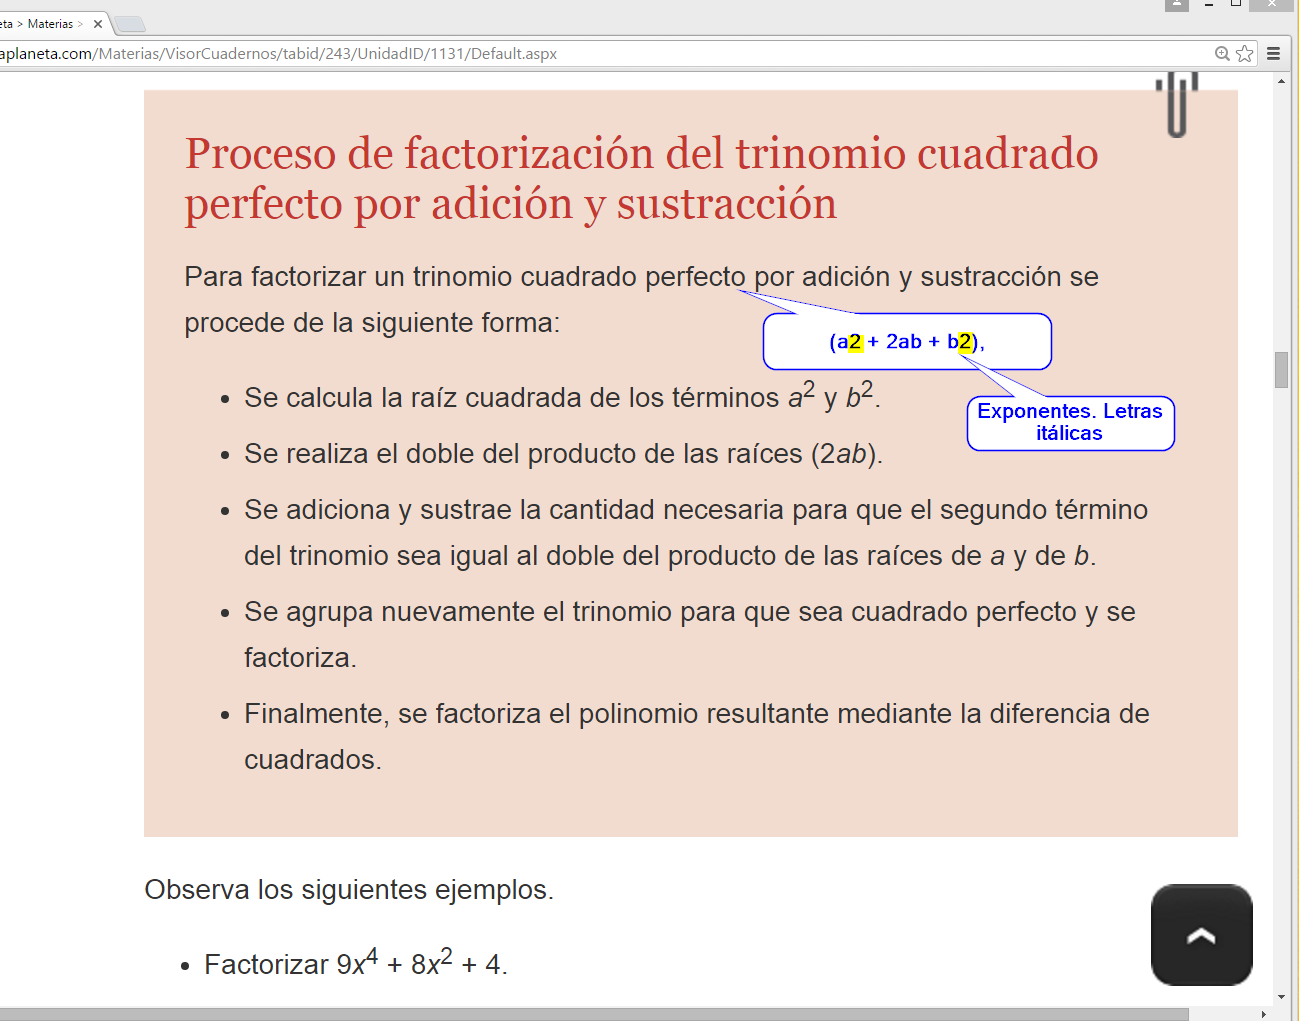 eta > Materias >
aplaneta.com/Materias/VisorCuadernos/tabid/243/UnidadID/1131/Default.aspx
Proceso de factorización del trinomio cuadrado
perfecto por adición y sustracción
Para factorizar un trinomio cuadrado perfecto por adición y sustracción se
procede de la siguiente forma:
(a2 + 2ab + b2),
• Se calcula la raíz cuadrada de los términos a² y b².
Exponentes. Letras
itálicas
• Se realiza el doble del producto de las raíces (2ab).
• Se adiciona y sustrae la cantidad necesaria para que el segundo término
del trinomio sea igual al doble del producto de las raíces de a y de b.
• Se agrupa nuevamente el trinomio para que sea cuadrado perfecto y se
factoriza.
• Finalmente, se factoriza el polinomio resultante mediante la diferencia de
cuadrados.
Observa los siguientes ejemplos.
• Factorizar 9x⁴ + 8x² + 4.